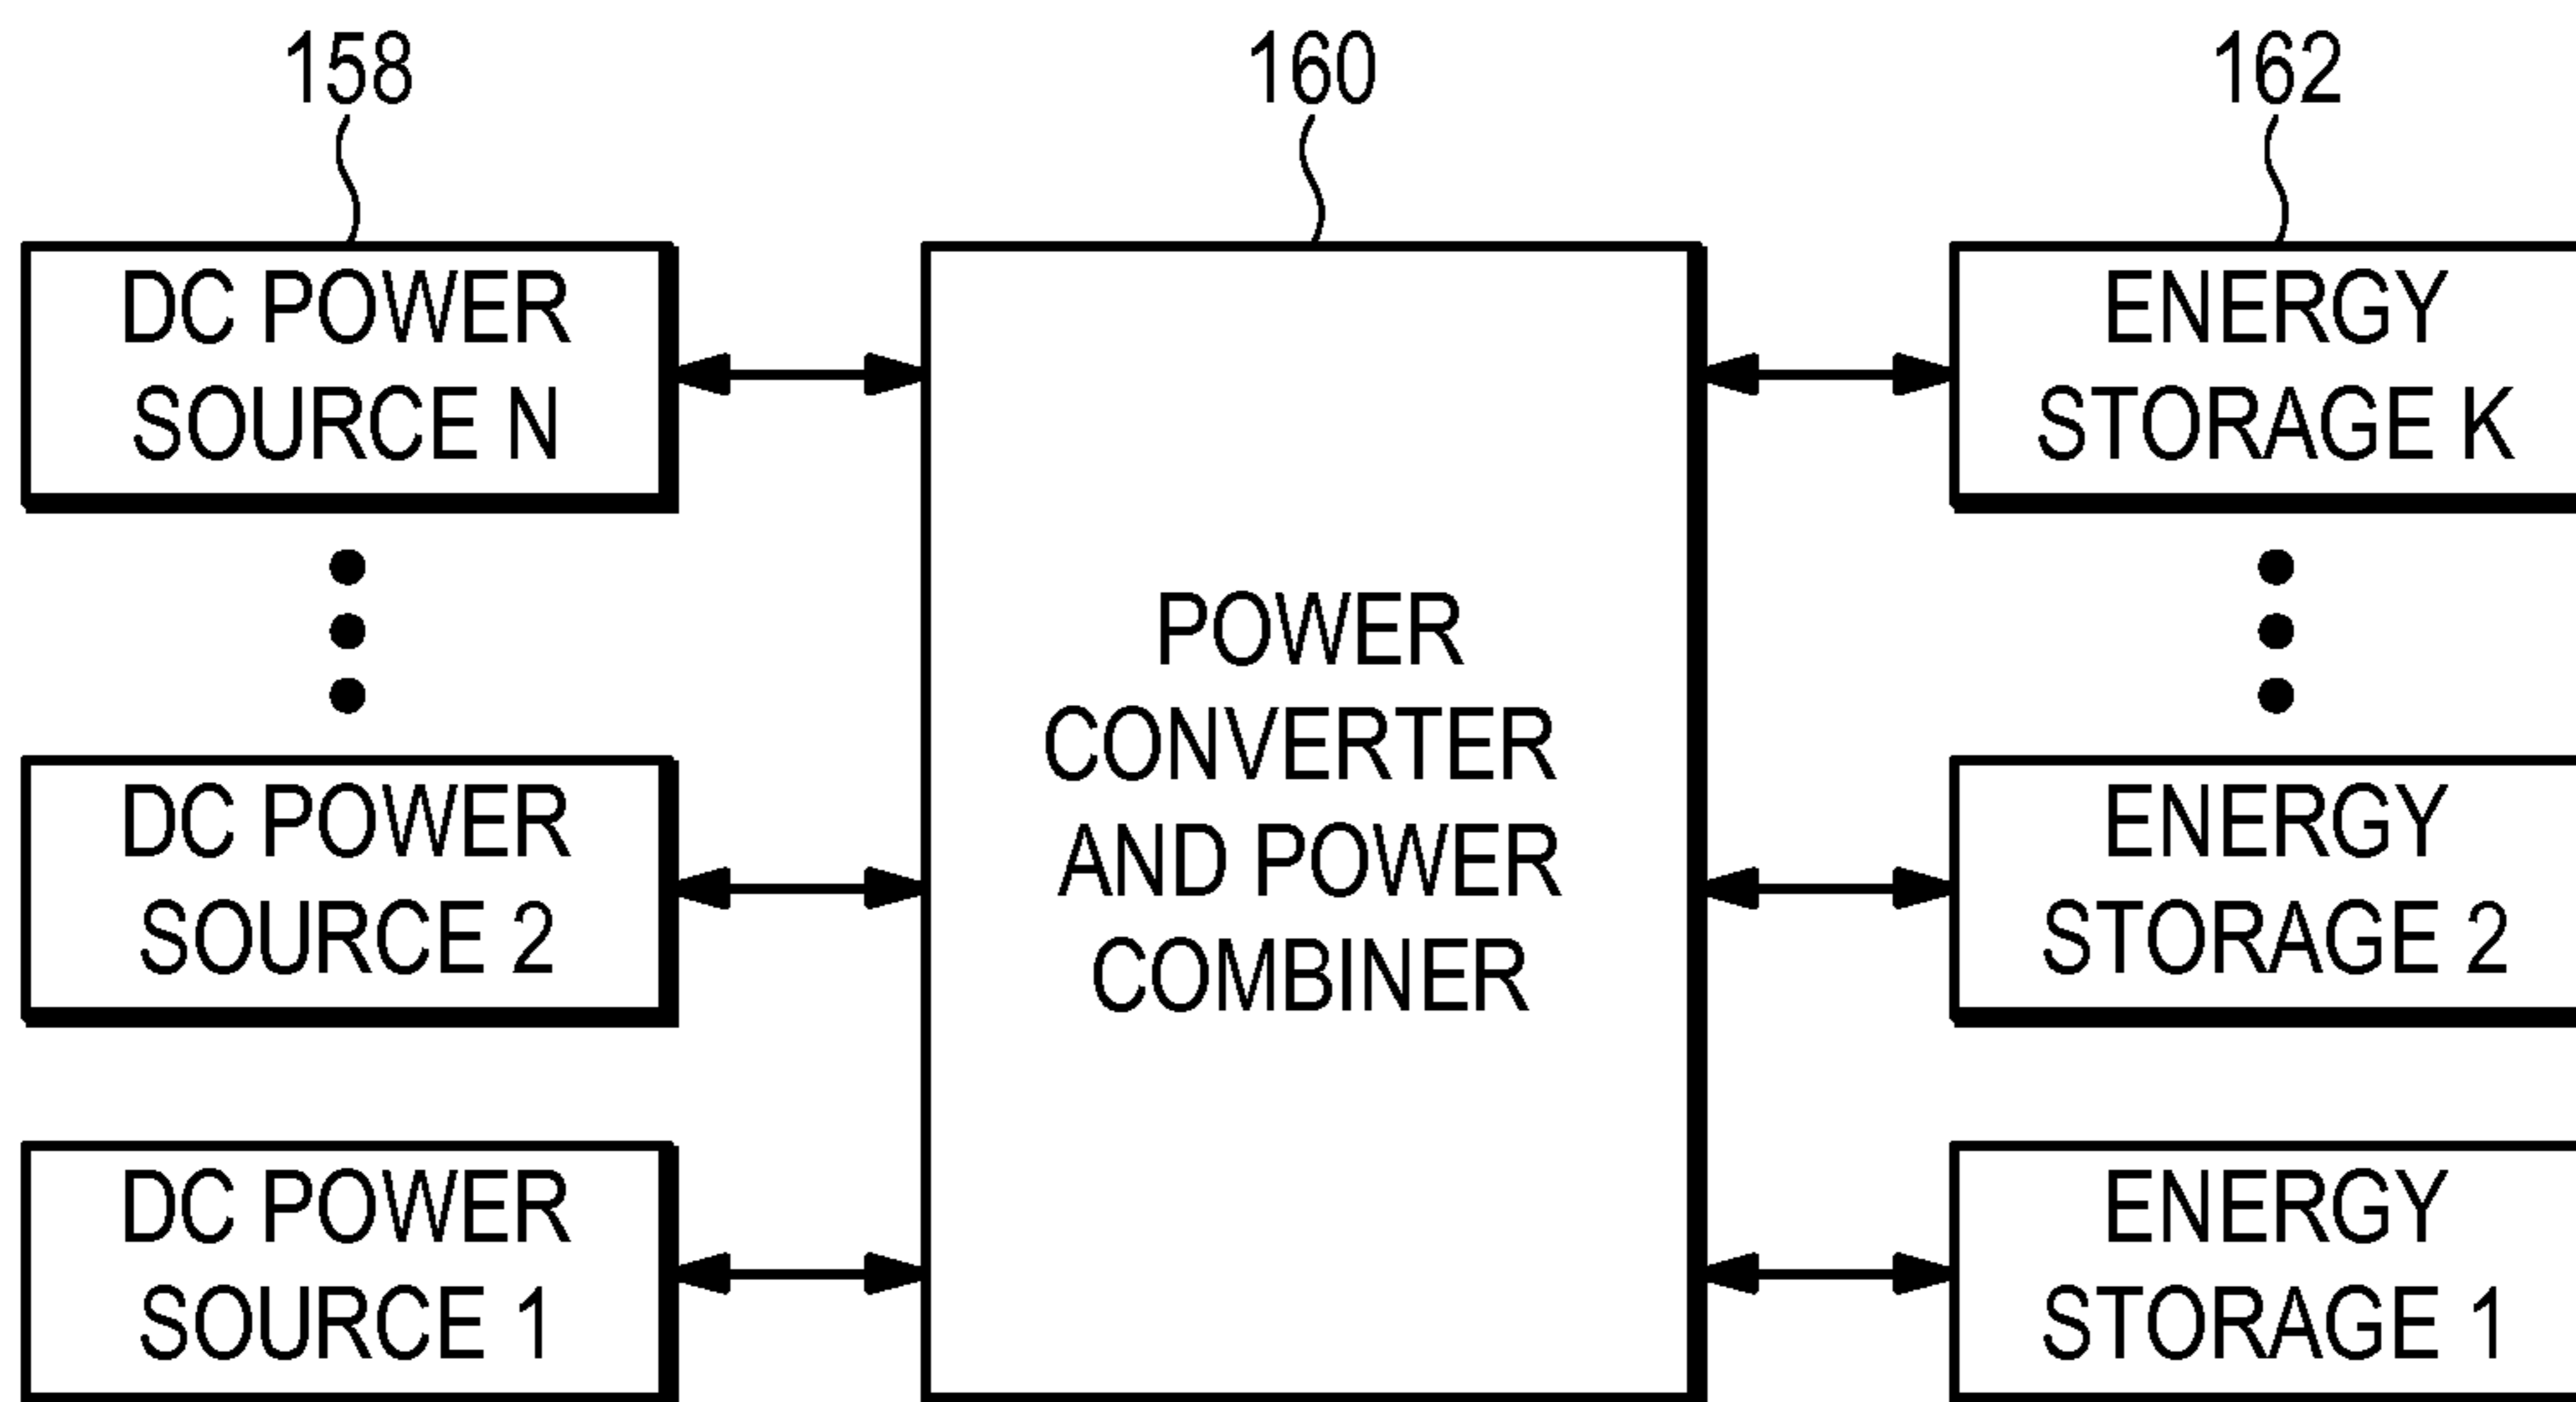 158
160
162
DC POWER
SOURCE N
ENERGY
STORAGE K
POWER
CONVERTER
AND POWER
COMBINER
DC POWER
SOURCE 2
ENERGY
STORAGE 2
DC POWER
SOURCE 1
ENERGY
STORAGE 1